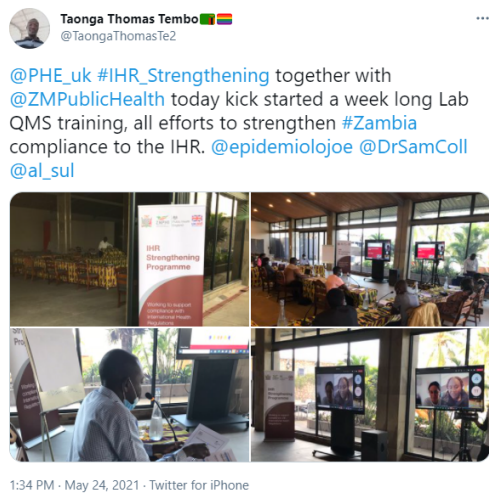 Taonga Thomas Tembo
@TaongaThomasTe2
@PHE_uk #IHR_Strengthening together with
@ZMPublicHealth today kick started a week long Lab
QMS training, all efforts to strengthen #Zambia
compliance to the IHR. @epidemiolojoe @DrSamColl
@al_sul
IHR
Strengthening
Programme
Working to support
compliance with
International Health
Regulations
1:34 PM · May 24, 2021 · Twitter for iPhone